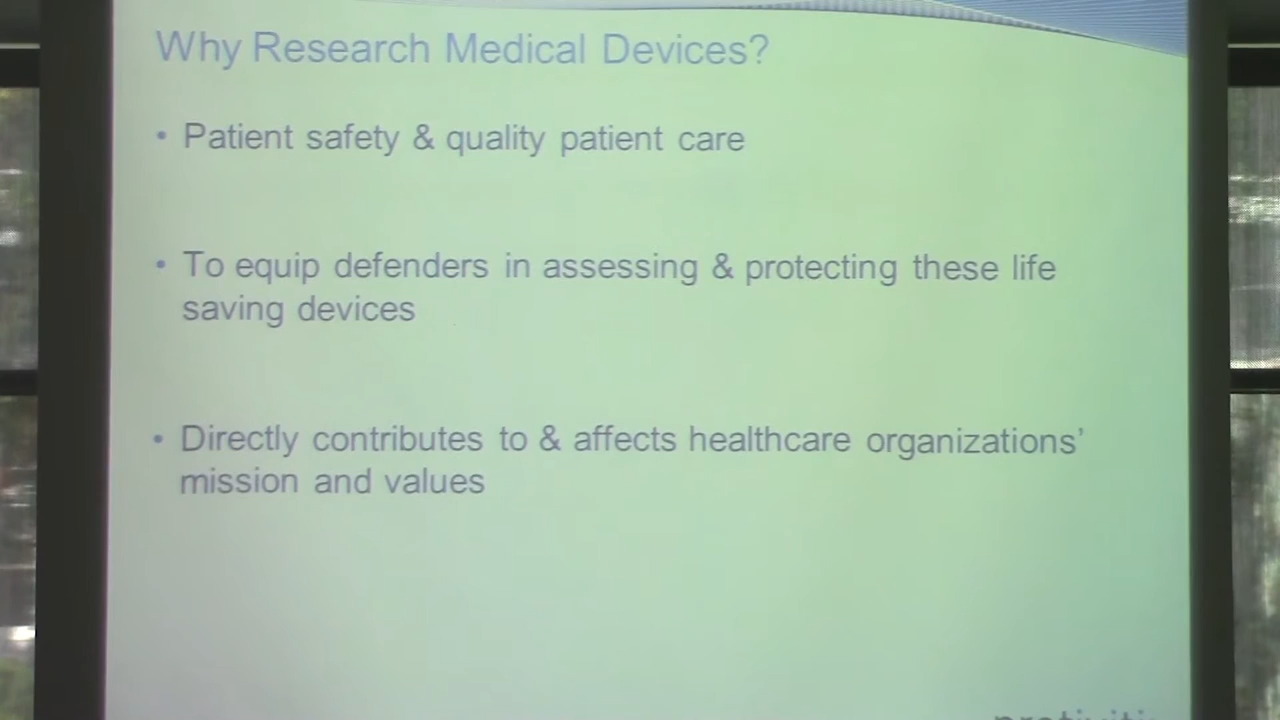 Why Research Medical Devices?
• Patient safety & quality patient care
• To equip defenders in assessing & protecting these life
saving devices
• Directly contributes to & affects healthcare organizations’
mission and values